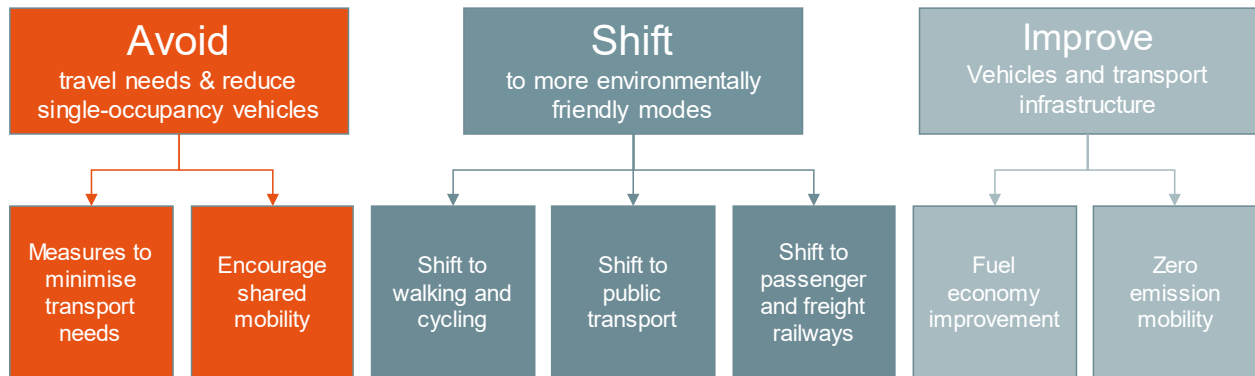 Avoid
travel needs & reduce
single-occupancy vehicles
Shift
to more environmentally
friendly modes
Improve
Vehicles and transport
infrastructure
Measures to
minimise
transport
needs
Encourage
shared
mobility
Shift to
walking and
cycling
Shift to
public
transport
Shift to
passenger
and freight
railways
Fuel
economy
improvement
Zero
emission
mobility